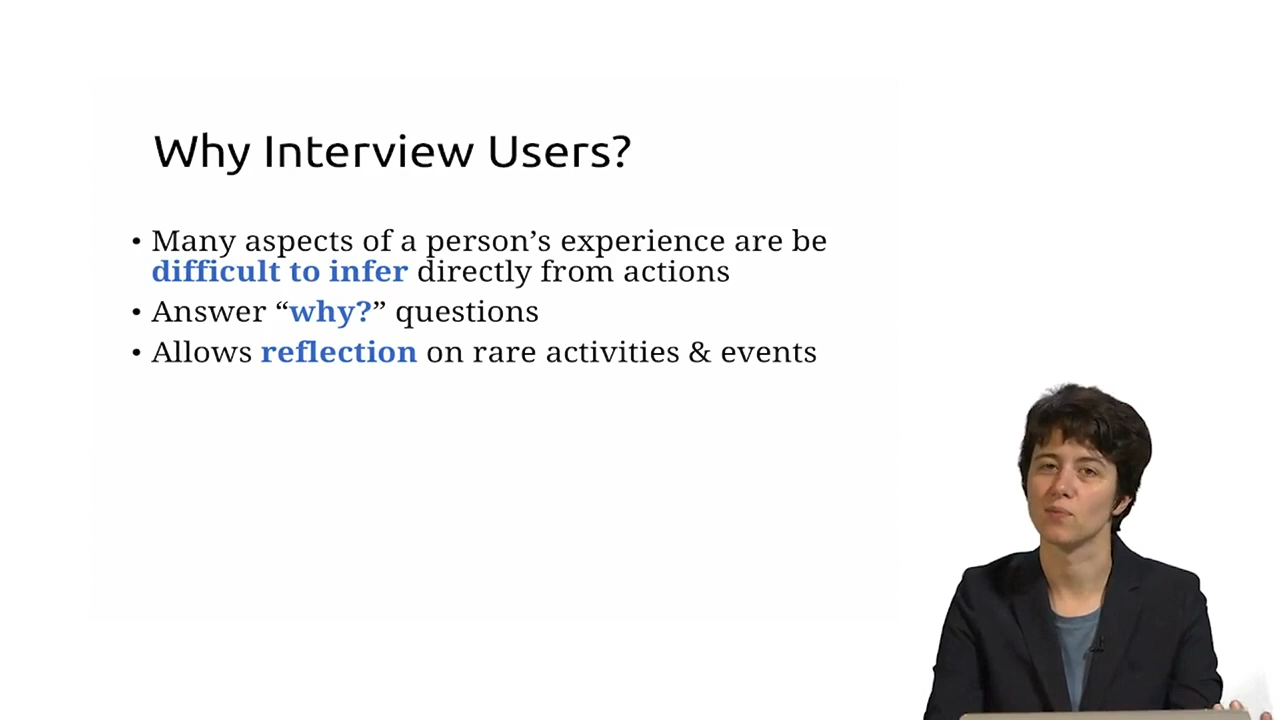 Why Interview Users?
• Many aspects of a person’s experience are be
difficult to infer directly from actions
• Answer “why?” questions
• Allows reflection on rare activities & events